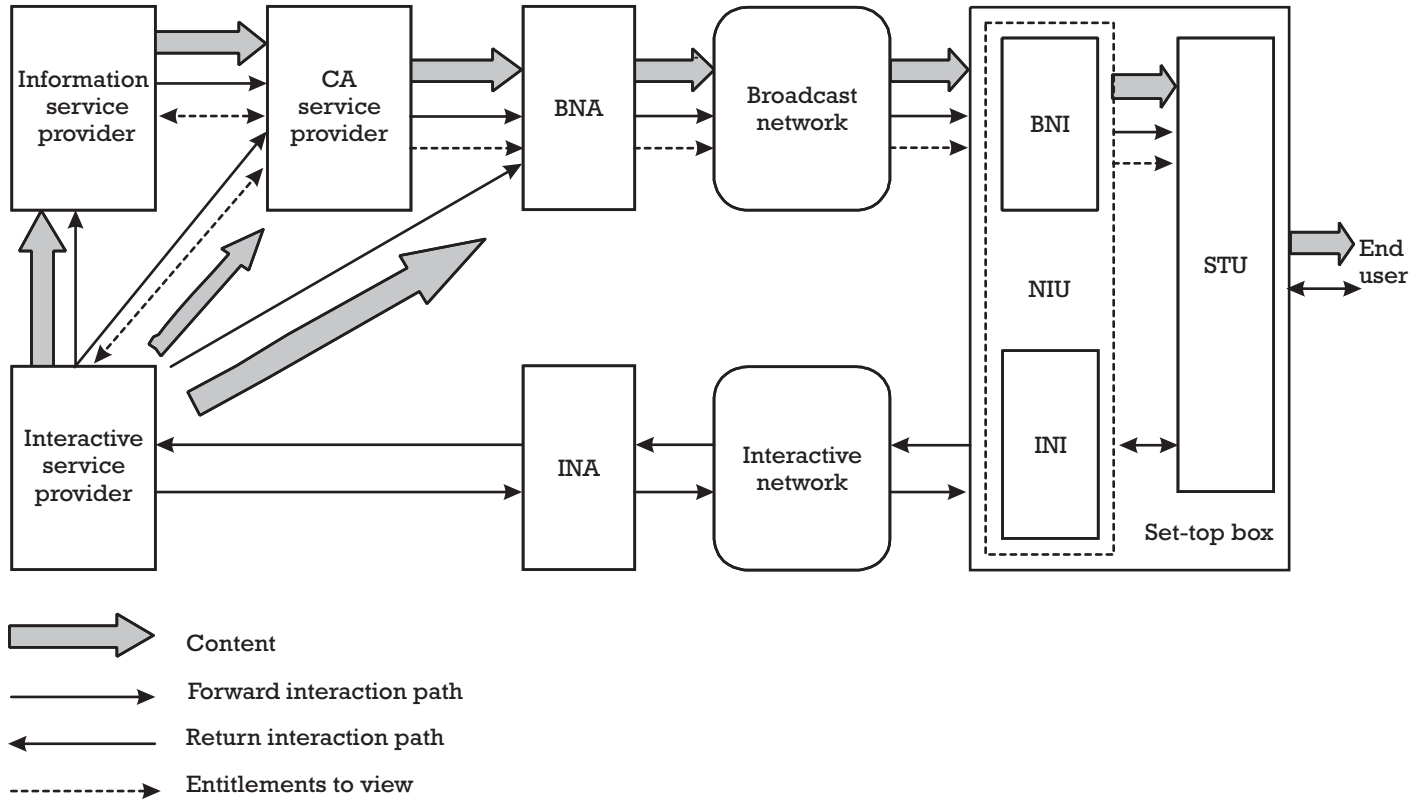 Information
service
provider
CA
service
provider
BNA
Broadcast
network
BNI
NIU
STU
End
user
Interactive
service
provider
INA
Interactive
network
INI
Set-top box
Content
Forward interaction path
Return interaction path
Entitlements to view